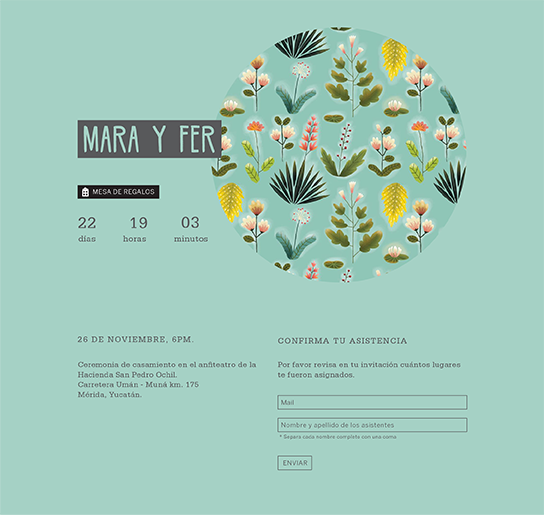 MARA Y FER
MESA DE REGALOS
22 19 03
días horas minutos
26 DE NOVIEMBRE, 6PM.
Ceremonia de casamiento en el anfiteatro de la
Hacienda San Pedro Ochil.
Carretera Umán - Muná km. 175
Mérida, Yucatán.
CONFIRMA TU ASISTENCIA
Por favor revisa en tu invitación cuántos lugares
te fueron asignados.
Mail
Nombre y apellido de los asistentes
* Separa cada nombre completo con una coma
ENVIAR